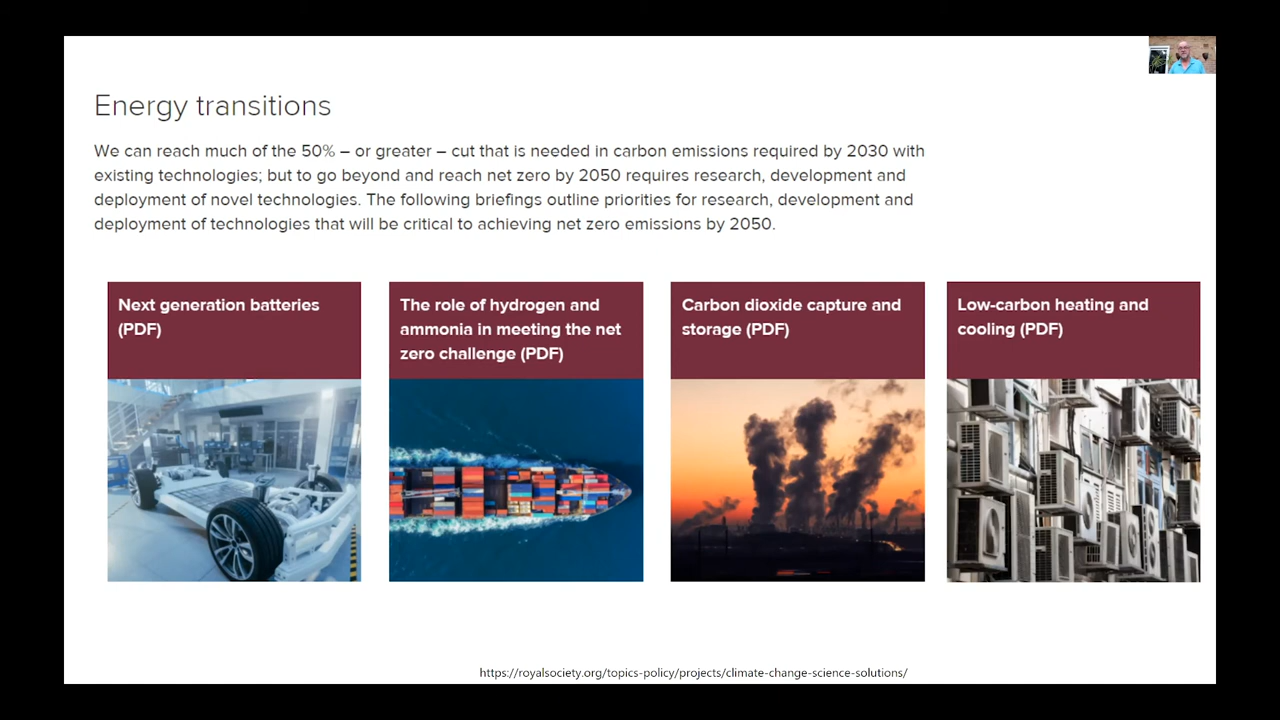 Energy transitions
We can reach much of the 50% – or greater – cut that is needed in carbon emissions required by 2030 with
existing technologies; but to go beyond and reach net zero by 2050 requires research, development and
deployment of novel technologies. The following briefings outline priorities for research, development and
deployment of technologies that will be critical to achieving net zero emissions by 2050.
Next generation batteries
(PDF)
The role of hydrogen and
ammonia in meeting the net
zero challenge (PDF)
Carbon dioxide capture and
storage (PDF)
Low-carbon heating and
cooling (PDF)
https://royalsociety.org/topics-policy/projects/climate-change-science-solutions/